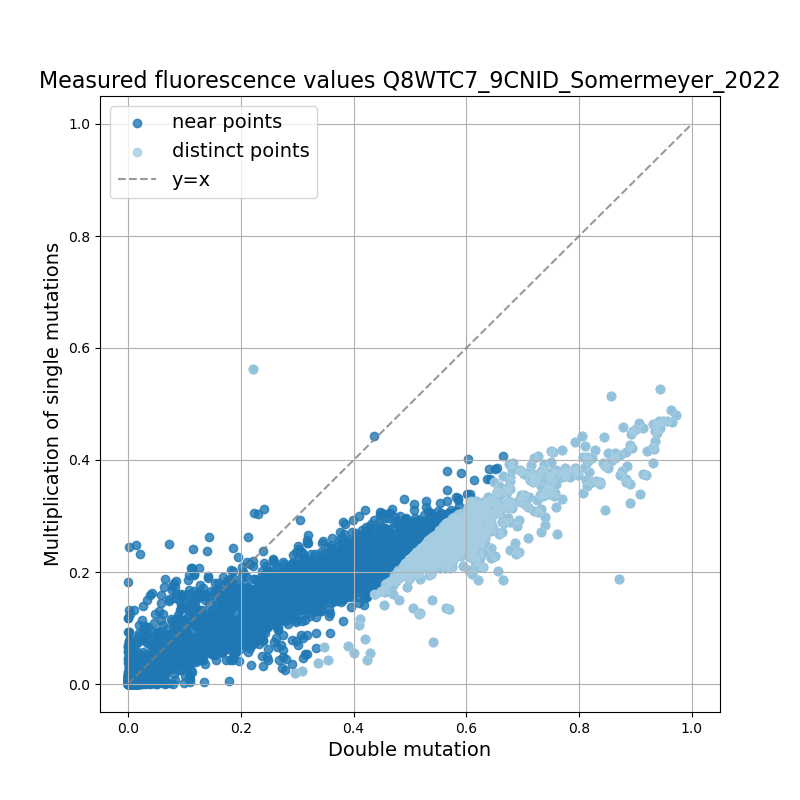 Measured fluorescence values Q8WTC7_9CNID_Somermeyer_2022
near points
distinct points
y=x
1.0
0.8
0.6
0.4
0.2
0.0
Multiplication of single mutations
0.0 0.2 0.4 0.6 0.8 1.0
Double mutation